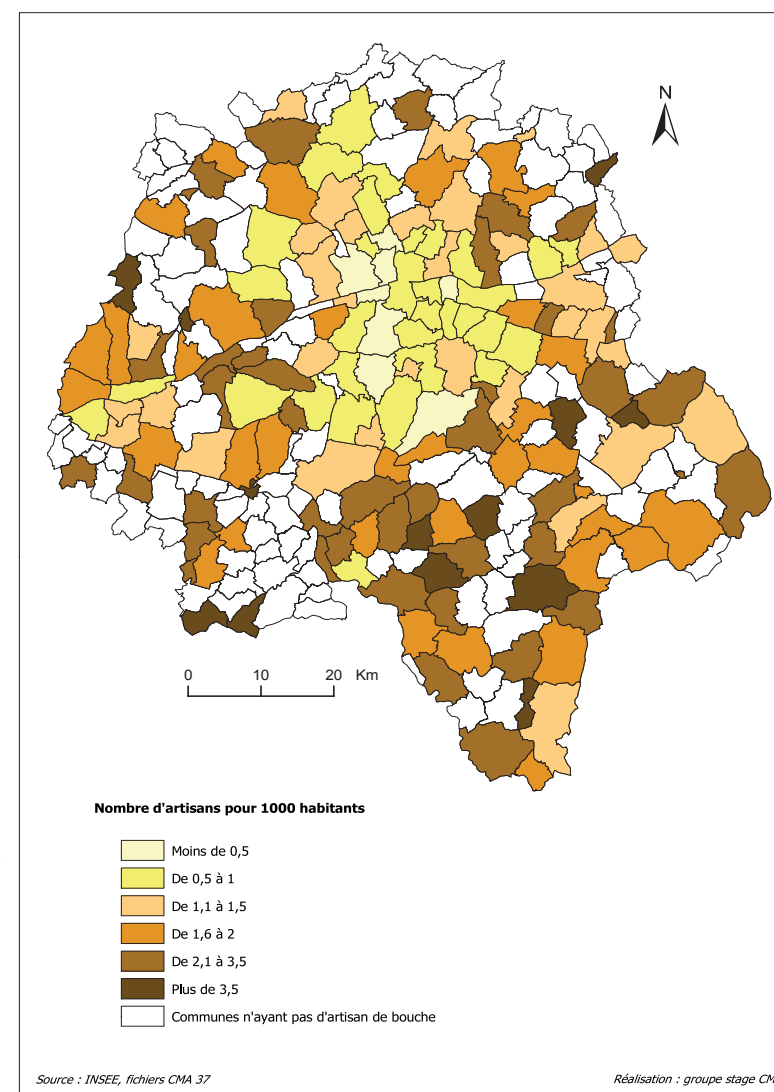 N
0 10 20 Km
Nombre d'artisans pour 1000 habitants
Moins de 0,5
De 0,5 à 1
De 1,1 à 1,5
De 1,6 à 2
De 2,1 à 3,5
Plus de 3,5
Communes n'ayant pas d'artisan de bouche
Source : INSEE, fichiers CMA 37
Réalisation : groupe stage CM